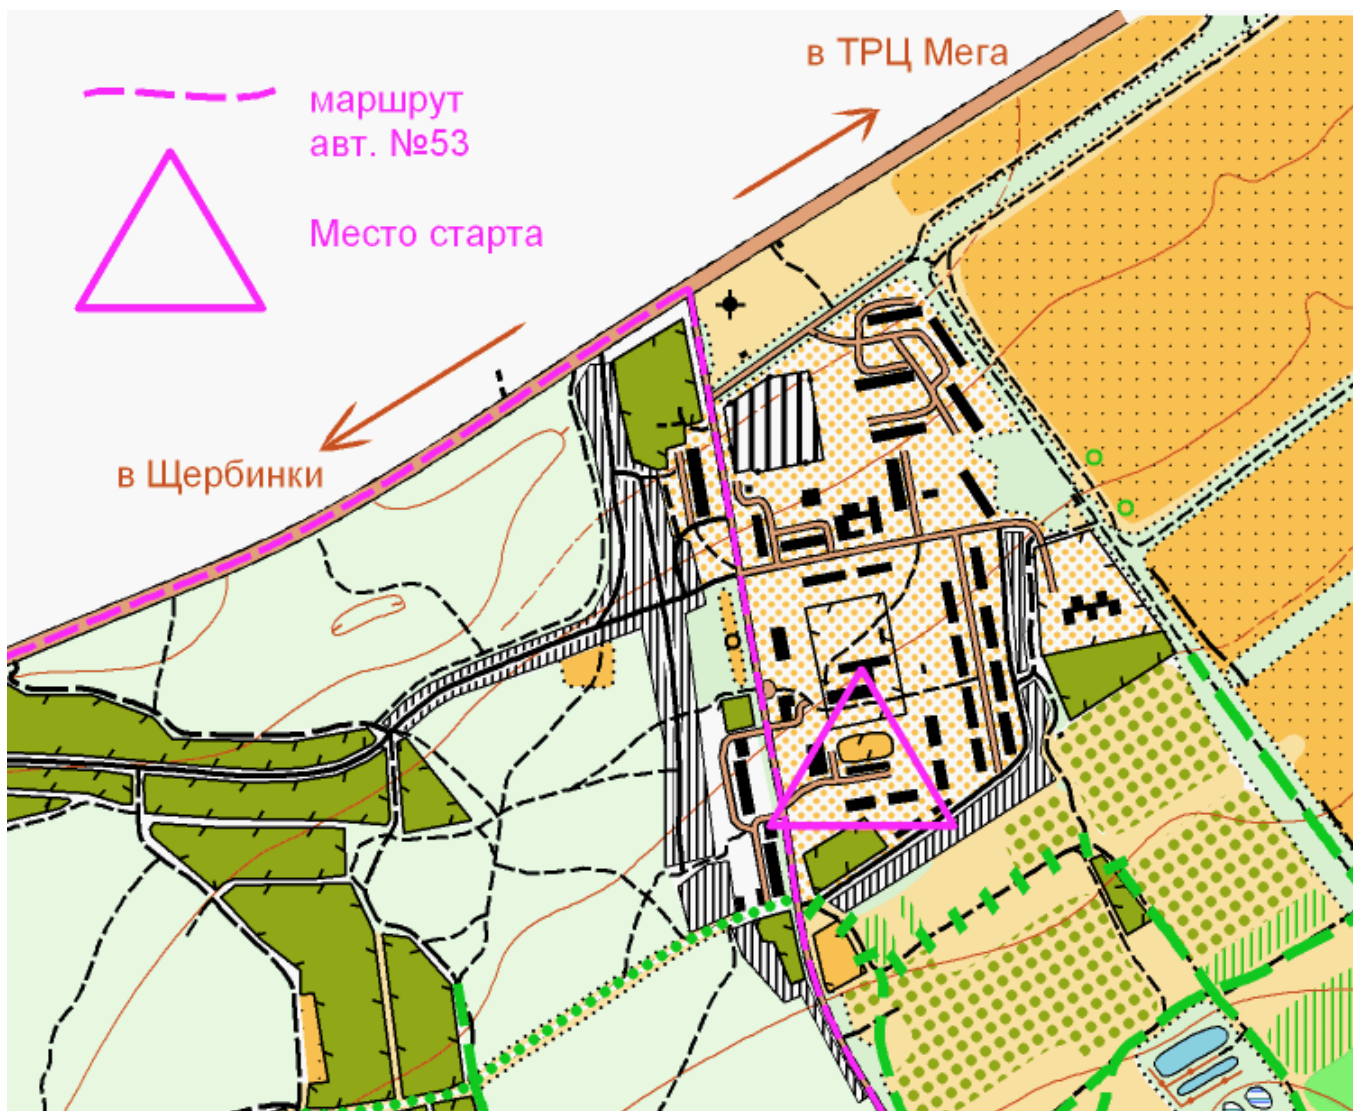 в ТРЦ Мега
маршрут
авт. №53
Место старта
в Щербинки